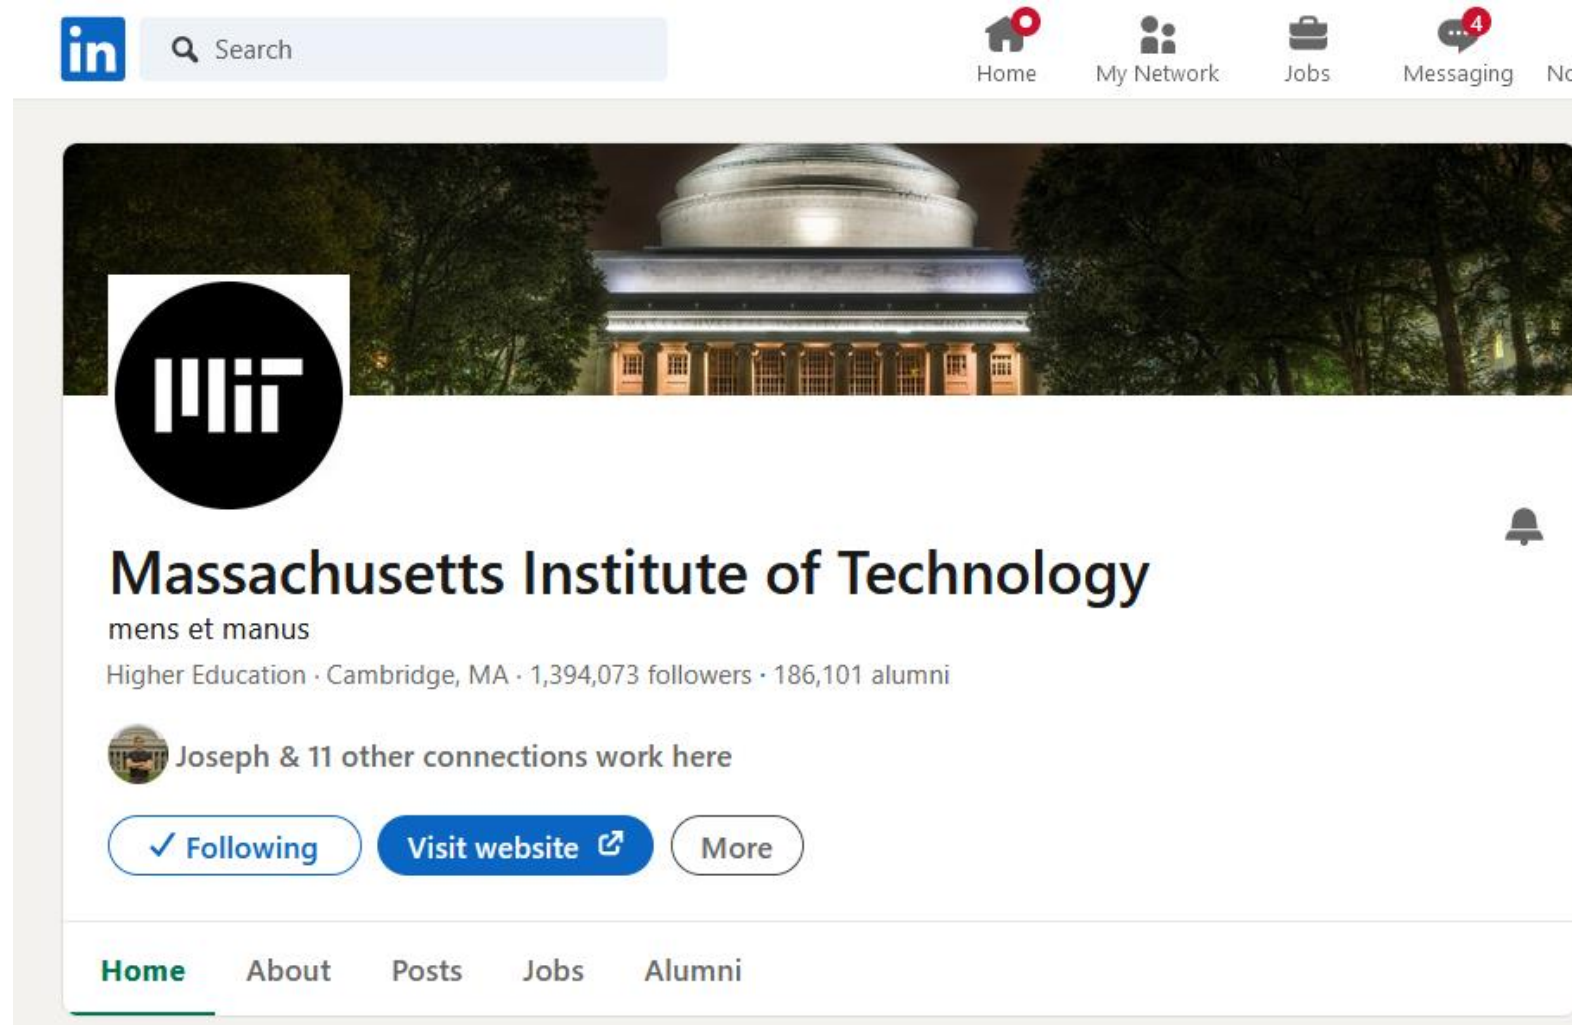 in
Search
Home
My Network
Jobs
4
Messaging
No
MIT
Massachusetts Institute of Technology
mens et manus
Higher Education · Cambridge, MA · 1,394,073 followers · 186,101 alumni
Joseph & 11 other connections work here
✓ Following
Visit website
More
Home
About
Posts
Jobs
Alumni